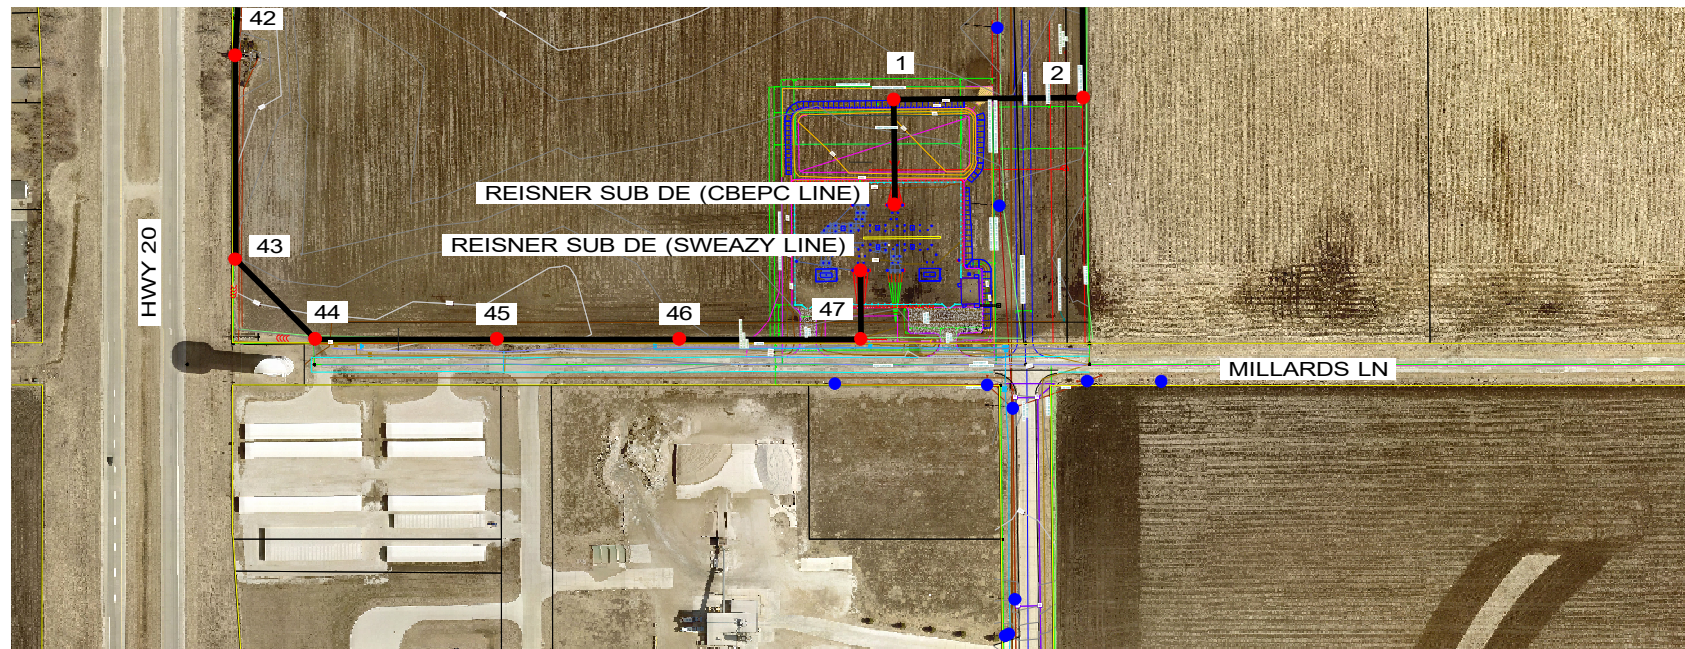 42
1
2
REISNER SUB DE (CBEPC LINE)
REISNER SUB DE (SWEAZY LINE)
43
HWY 20
44
45
46
47
MILLARDS LN